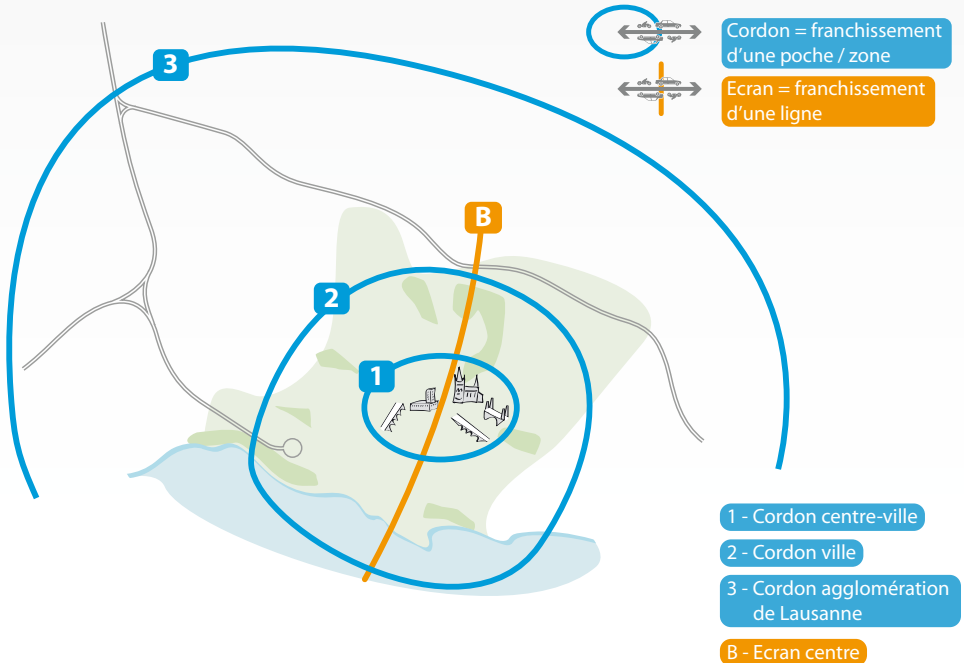 Cordon = franchissement
d'une poche / zone
Ecran = franchissement
d'une ligne
3
B
2
1
1 - Cordon centre-ville
2 - Cordon ville
3 - Cordon agglomération
de Lausanne
B - Ecran centre